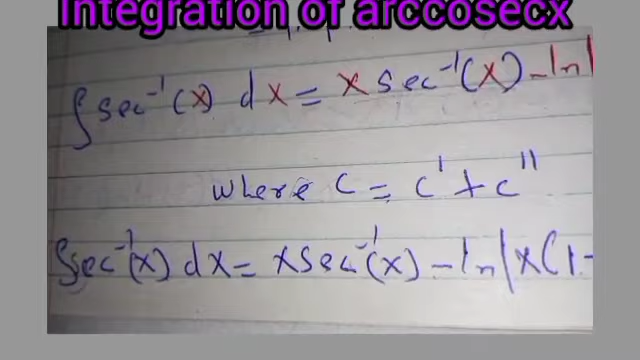 Integration of arccosecx
∫sec⁻¹(x) dx = x sec⁻¹(x) - ln|
where c = c' + c''
∫sec⁻¹(x) dx = x sec⁻¹(x) - ln|x(1-